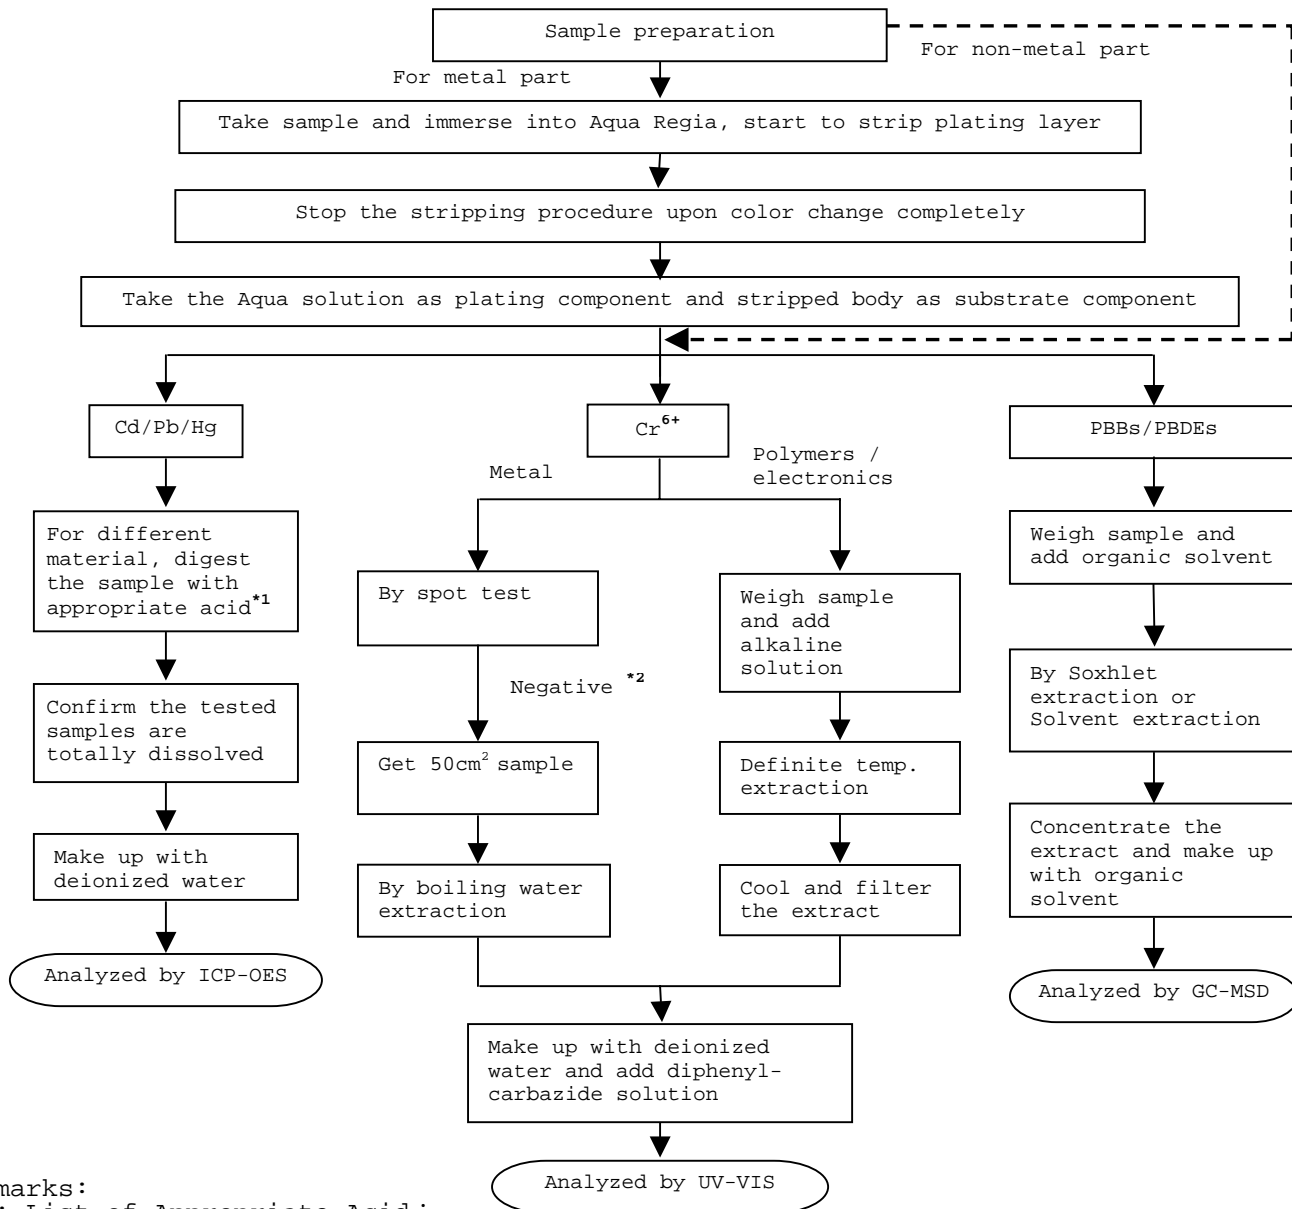 Sample preparation
For non-metal part
For metal part
Take sample and immerse into Aqua Regia, start to strip plating layer
Stop the stripping procedure upon color change completely
Take the Aqua solution as plating component and stripped body as substrate component
Cd/Pb/Hg
Cr6+
PBBs/PBDEs
Metal
Polymers /
electronics
For different
material, digest
the sample with
appropriate acid*1
Confirm the tested
samples are
totally dissolved
Make up with
deionized water
Analyzed by ICP-OES
By spot test
Negative *2
Get 50cm2 sample
By boiling water
extraction
Weigh sample
and add
alkaline
solution
Definite temp.
extraction
Cool and filter
the extract
Make up with deionized
water and add diphenyl-
carbazide solution
Analyzed by UV-VIS
Weigh sample and
add organic solvent
By Soxhlet
extraction or
Solvent extraction
Concentrate the
extract and make up
with organic
solvent
Analyzed by GC-MSD
marks:
: List of Appropriate Acid: